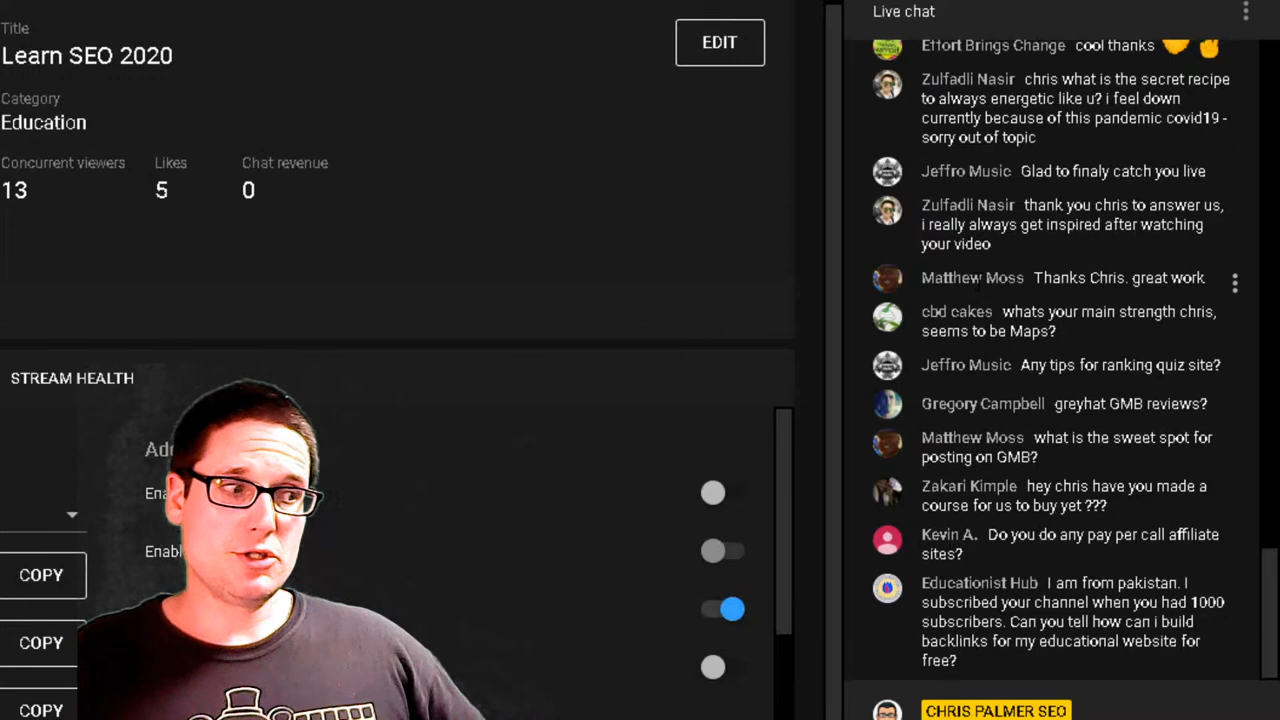 Title
Learn SEO 2020
EDIT
Category
Education
Concurrent viewers Likes Chat revenue
13 5 0
STREAM HEALTH
COPY
COPY
COPY
Live chat
Effort Brings Change cool thanks
Zulfadli Nasir chris what is the secret recipe
to always energetic like u? i feel down
currently because of this pandemic covid19 -
sorry out of topic
Jeffro Music Glad to finaly catch you live
Zulfadli Nasir thank you chris to answer us,
i really always get inspired after watching
your video
Matthew Moss Thanks Chris. great work
cbd cakes whats your main strength chris,
seems to be Maps?
Jeffro Music Any tips for ranking quiz site?
Gregory Campbell greyhat GMB reviews?
Matthew Moss what is the sweet spot for
posting on GMB?
Zakari Kimple hey chris have you made a
course for us to buy yet ???
Kevin A. Do you do any pay per call affiliate
sites?
Educationist Hub I am from pakistan. I
subscribed your channel when you had 1000
subscribers. Can you tell how can i build
backlinks for my educational website for
free?
CHRIS PALMER SEO